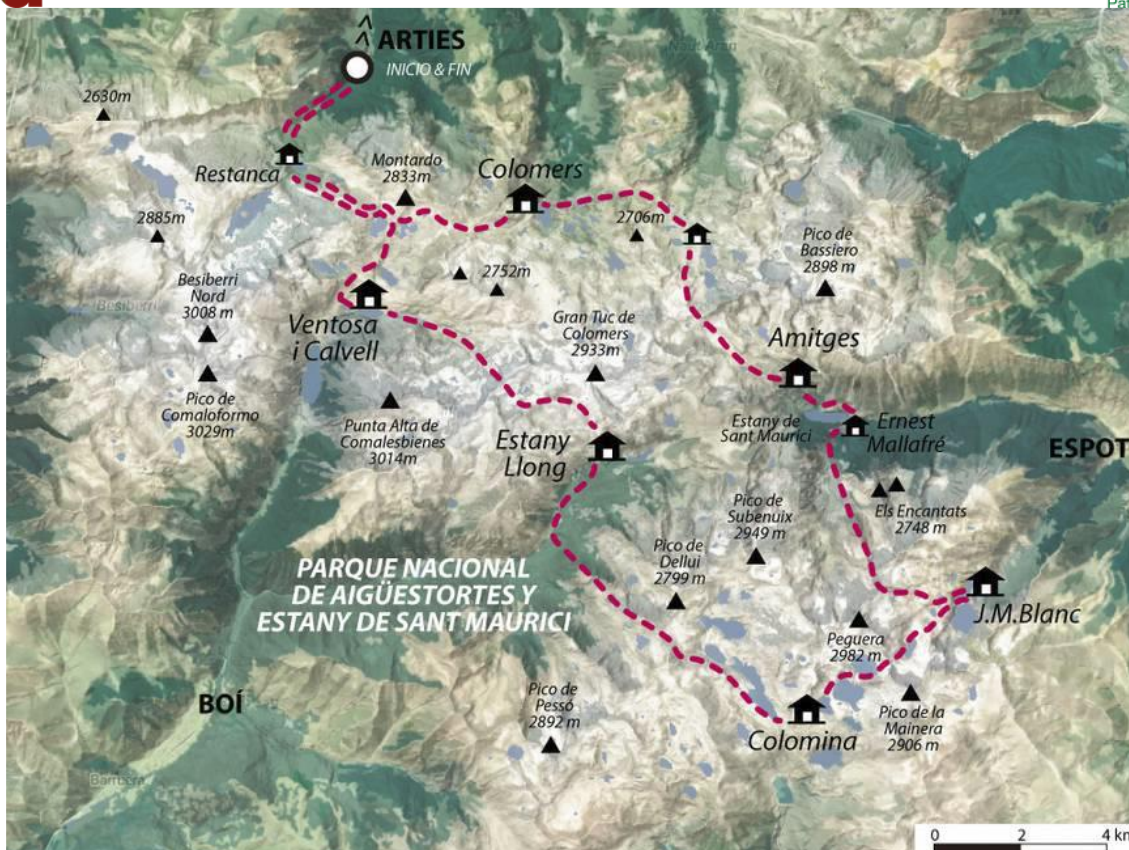 ARTIES
INICIO & FIN
2630m
Restanca
Montardo
2833m
Colomers
2885m
2706m
Pico de
Bassiero
2898 m
Besiberri
Nord
3008 m
Besiberri
2752m
Ventosa
i Calvell
Gran Tuc de
Colomers
2933m
Amitges
Pico de
Comaloformo
3029m
Punta Alta de
Comalesbienes
3014m
Estany
Llong
Estany de
Sant Maurici
Ernest
Mallafré
ESPOT
Els Encantats
2748 m
Pico de
Subenuix
2949 m
Pico de
Dellui
2799 m
PARQUE NACIONAL
DE AIGÜESTORTES Y
ESTANY DE SANT MAURICI
J.M.Blanc
Peguera
2982 m
BOÍ
Pico de
Pessó
2892 m
Colomina
Pico de la
Mainera
2906 m
0 2 4 km